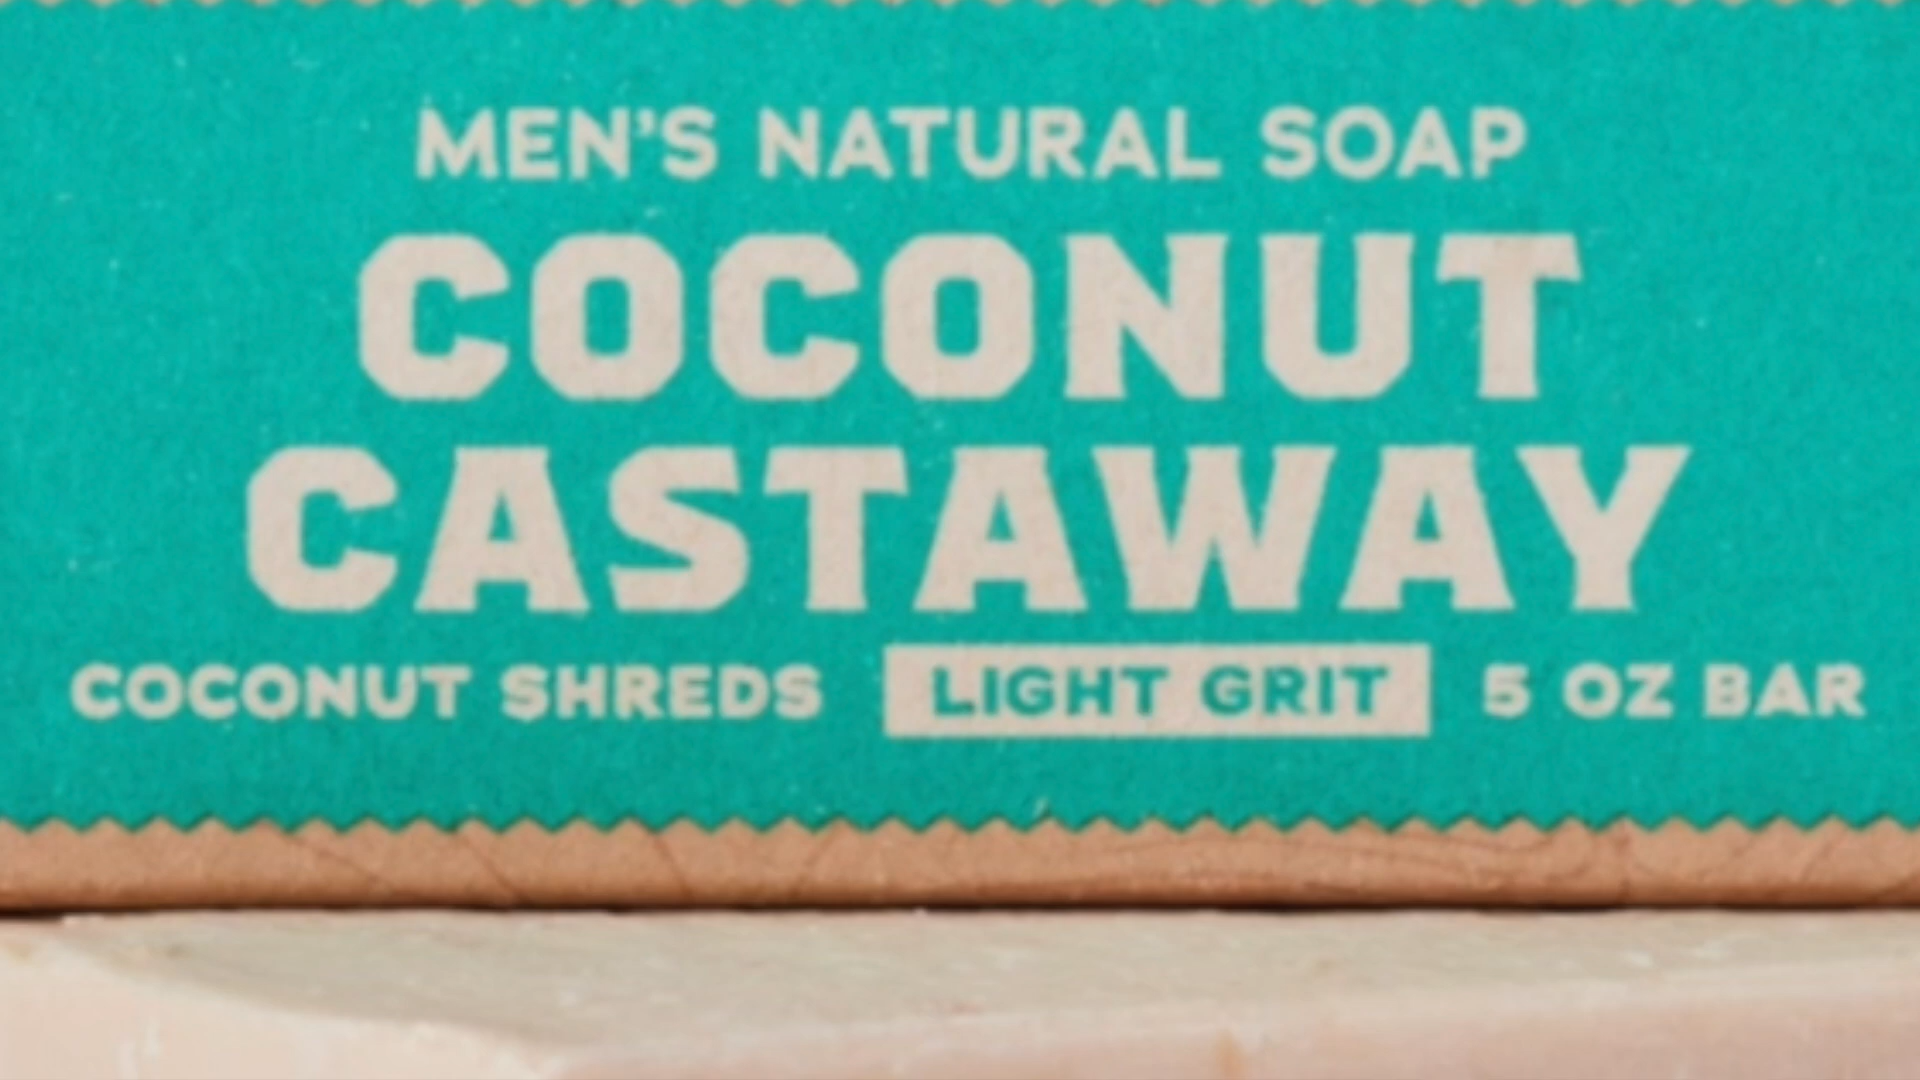 MEN'S NATURAL SOAP
COCONUT
CASTAWAY
COCONUT SHREDS LIGHT GRIT 5 OZ BAR